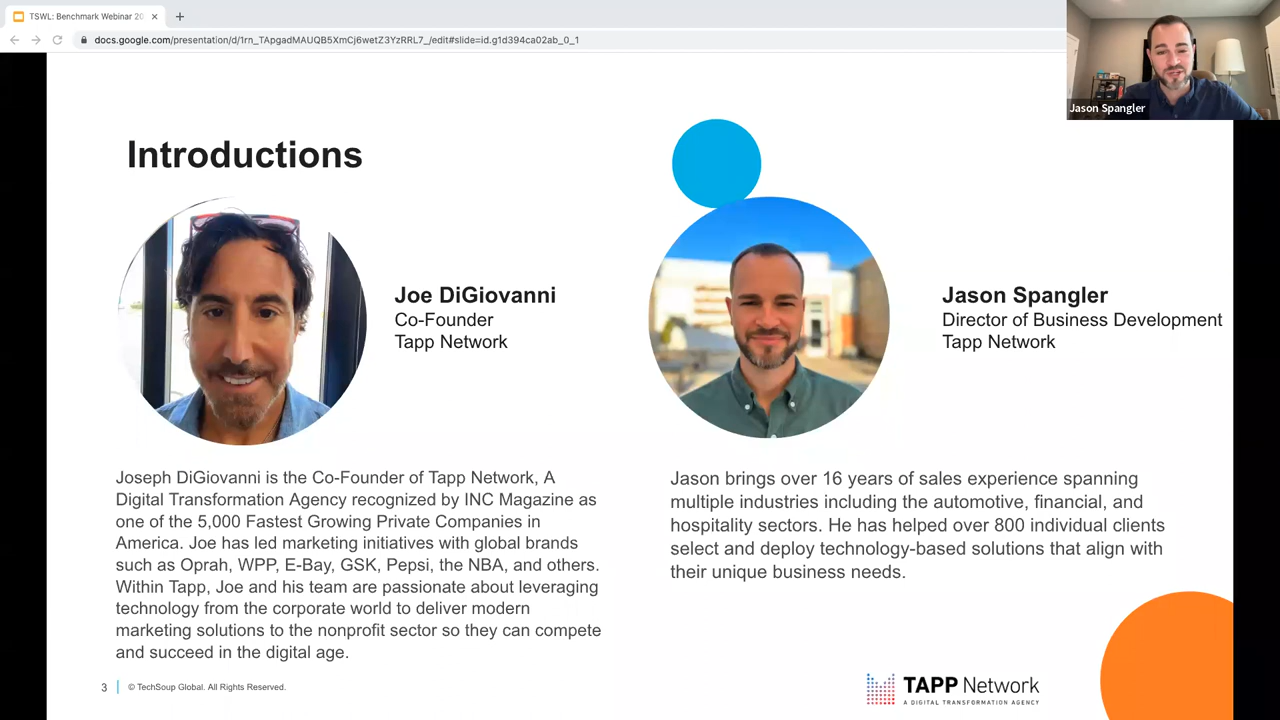 TSWL: Benchmark Webinar 20
docs.google.com/presentation/d/1rn_TApgadMAUQB5XmCj6wetZ3YzRRL7_/edit#slide=id.g1d394ca02ab_0_1
Jason Spangler
Introductions
Joe DiGiovanni
Co-Founder
Tapp Network
Jason Spangler
Director of Business Development
Tapp Network
Joseph DiGiovanni is the Co-Founder of Tapp Network, A
Digital Transformation Agency recognized by INC Magazine as
one of the 5,000 Fastest Growing Private Companies in
America. Joe has led marketing initiatives with global brands
such as Oprah, WPP, E-Bay, GSK, Pepsi, the NBA, and others.
Within Tapp, Joe and his team are passionate about leveraging
technology from the corporate world to deliver modern
marketing solutions to the nonprofit sector so they can compete
and succeed in the digital age.
Jason brings over 16 years of sales experience spanning
multiple industries including the automotive, financial, and
hospitality sectors. He has helped over 800 individual clients
select and deploy technology-based solutions that align with
their unique business needs.
3
© TechSoup Global. All Rights Reserved.
TAPP Network
A DIGITAL TRANSFORMATION AGENCY